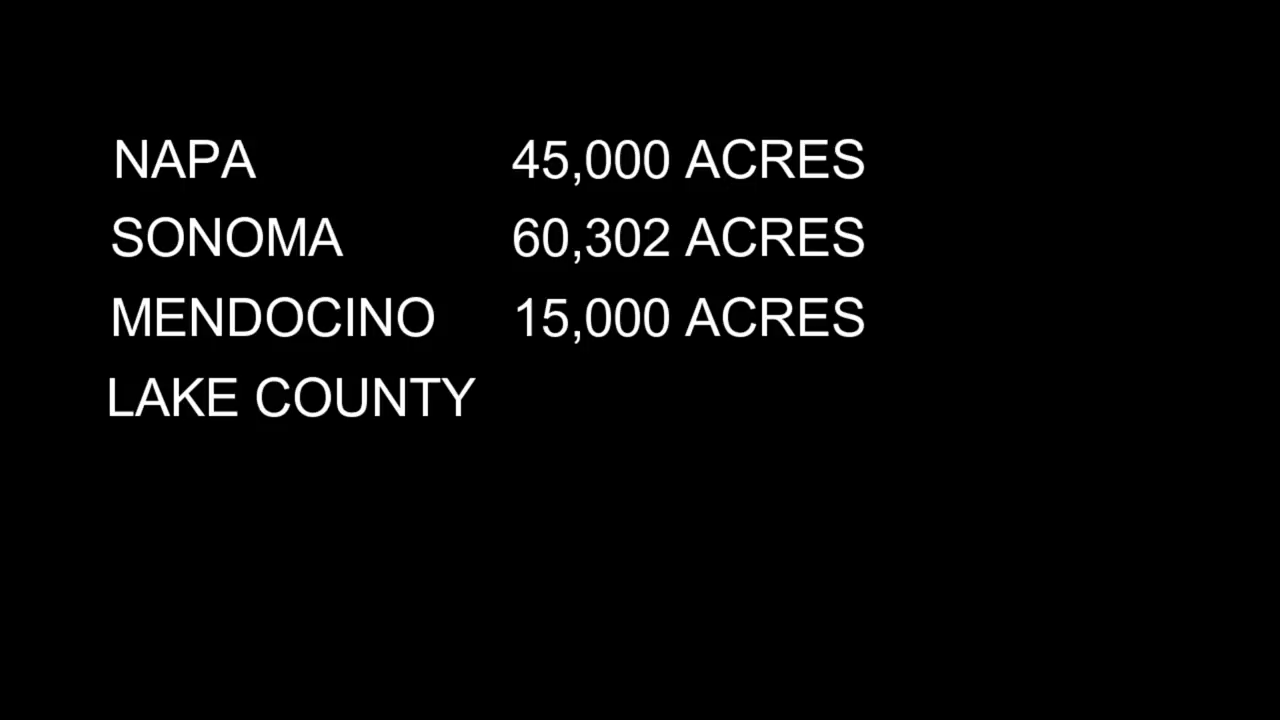 NAPA 45,000 ACRES
SONOMA 60,302 ACRES
MENDOCINO 15,000 ACRES
LAKE COUNTY